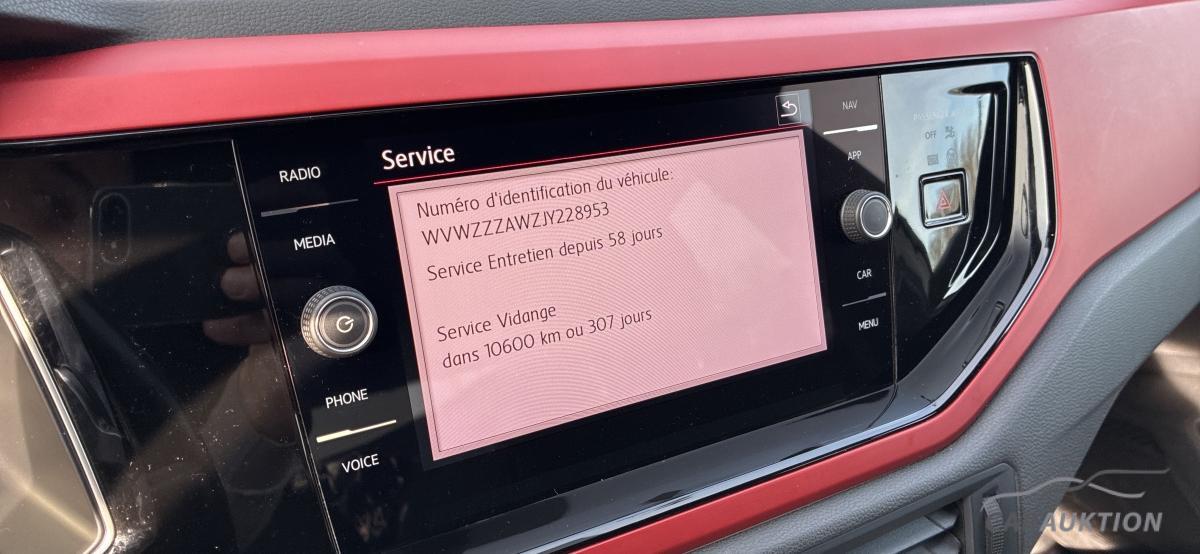 Service
Numéro d'identification du véhicule:
WVWZZZAWZJY228953
Service Entretien depuis 58 jours
Service Vidange
dans 10600 km ou 307 jours
RADIO
MEDIA
PHONE
VOICE
NAV
APP
CAR
MENU
OFF
AUKTION